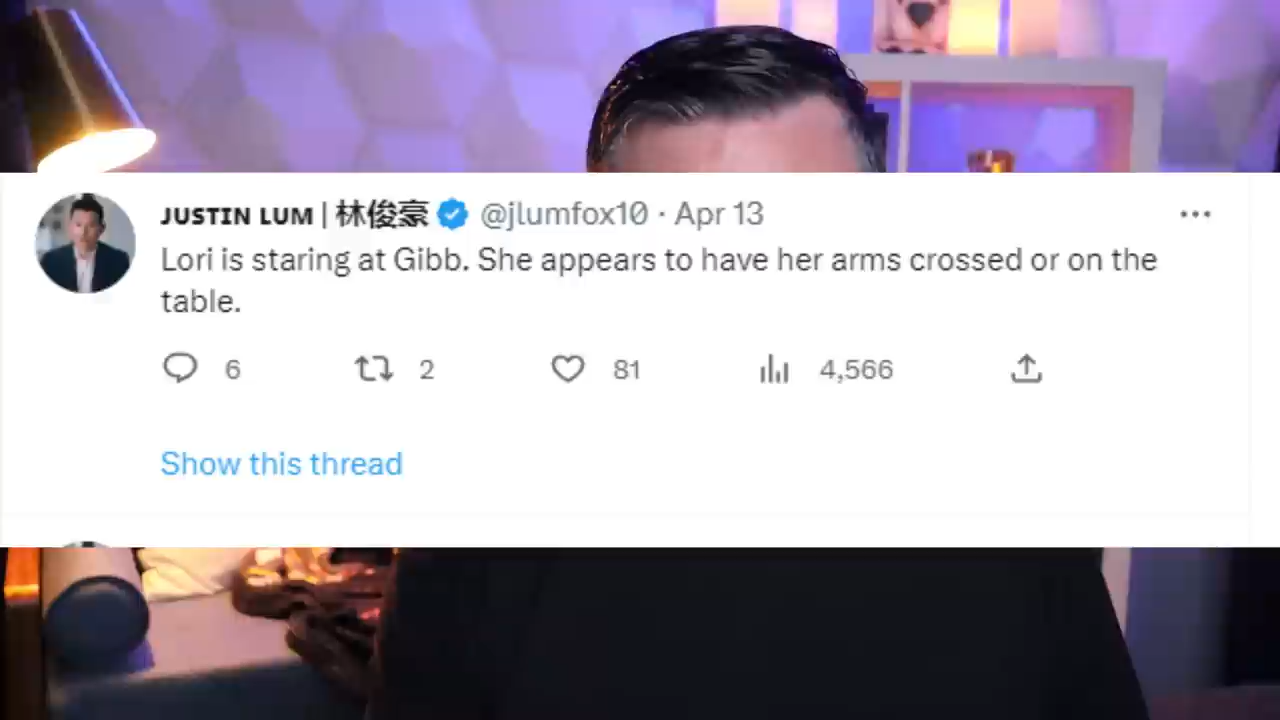 JUSTIN LUM | 林俊豪 @jlumfox10 · Apr 13
Lori is staring at Gibb. She appears to have her arms crossed or on the
table.
6 2 81 4,566
Show this thread